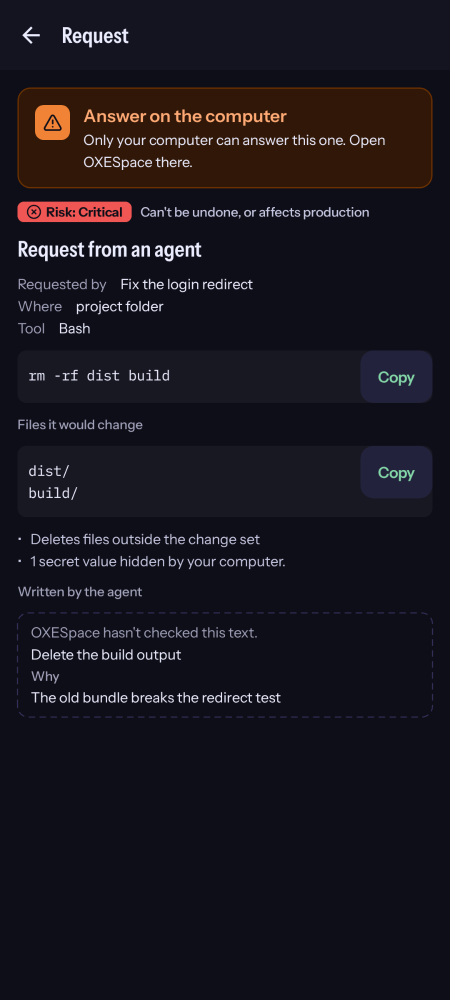 Request
Answer on the computer
Only your computer can answer this one. Open
OXESpace there.
Risk: Critical Can't be undone, or affects production
Request from an agent
Requested by Fix the login redirect
Where project folder
Tool Bash
rm -rf dist build
Copy
Files it would change
dist/
build/
Copy
• Deletes files outside the change set
• 1 secret value hidden by your computer.
Written by the agent
OXESpace hasn't checked this text.
Delete the build output
Why
The old bundle breaks the redirect test